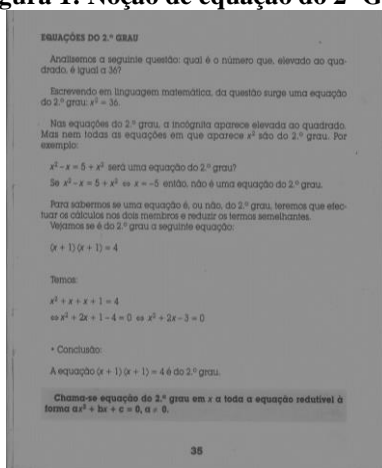 gura 1: Noção de equação do 2º G
EQUAÇÕES DO 2.º GRAU
Analisemos a seguinte questão: qual é o número que, elevado ao qua-
drado, é igual a 36?
Escrevendo em linguagem matemática, da questão surge uma equação
do 2.º grau: x² = 36.
Nas equações do 2.º grau, a incógnita aparece elevada ao quadrado.
Mas nem todas as equações em que aparece x² são do 2.º grau. Por
exemplo:
x² – x = 5 + x² será uma equação do 2.º grau?
Se x² – x = 5 + x² ⇔ x = –5 então, não é uma equação do 2.º grau.
Para sabermos se uma equação é, ou não, do 2.º grau, teremos que efec-
tuar os cálculos nos dois membros e reduzir os termos semelhantes.
Vejamos se é do 2.º grau a seguinte equação:
(x + 1) (x + 1) = 4
Temos:
x² + x + x + 1 = 4
⇔ x² + 2x + 1 – 4 = 0 ⇔ x² + 2x – 3 = 0
• Conclusão:
A equação (x + 1) (x + 1) = 4 é do 2.º grau.
Chama-se equação do 2.º grau em x a toda a equação redutível à
forma ax² + bx + c = 0, a ≠ 0.
35